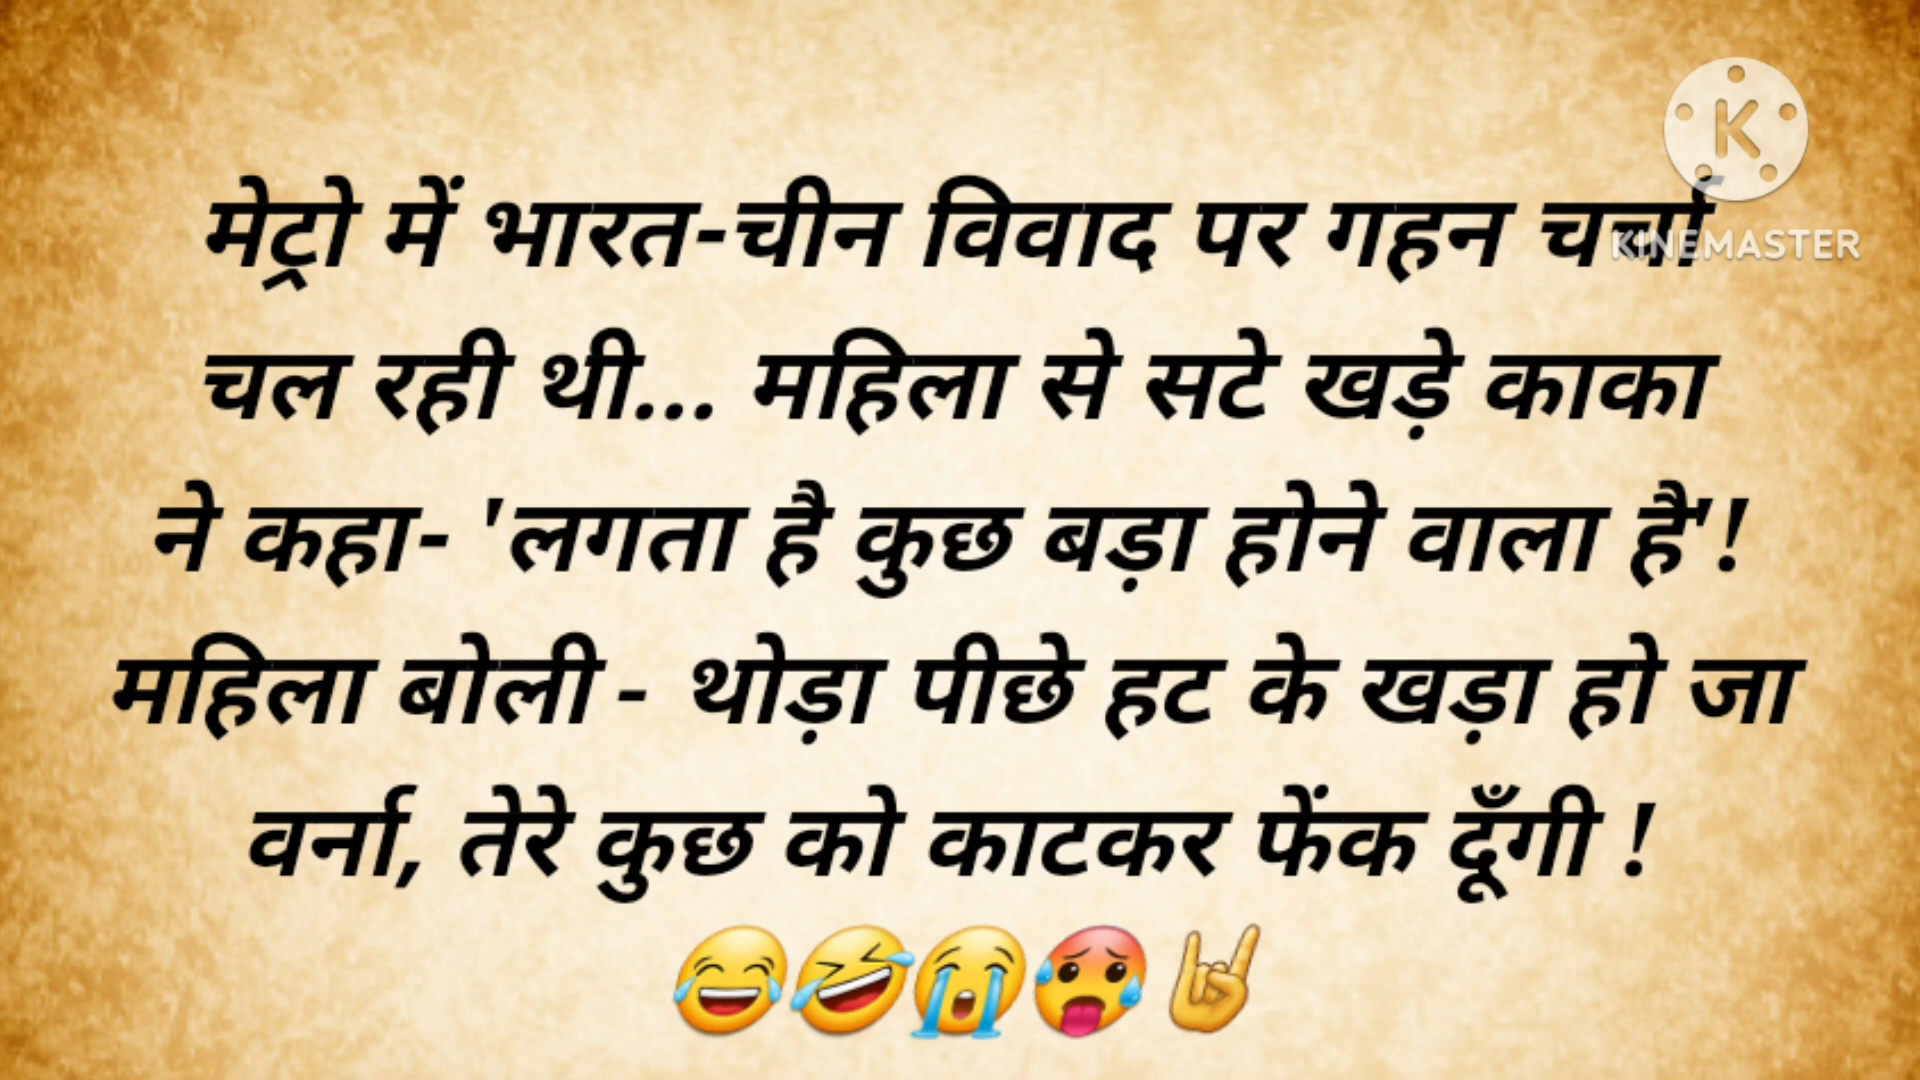 K
KINEMASTER
मेट्रो में भारत-चीन विवाद पर गहन चर्चा
चल रही थी... महिला से सटे खड़े काका
ने कहा- 'लगता है कुछ बड़ा होने वाला है'!
महिला बोली - थोड़ा पीछे हट के खड़ा हो जा
वर्ना, तेरे कुछ को काटकर फेंक दूँगी !